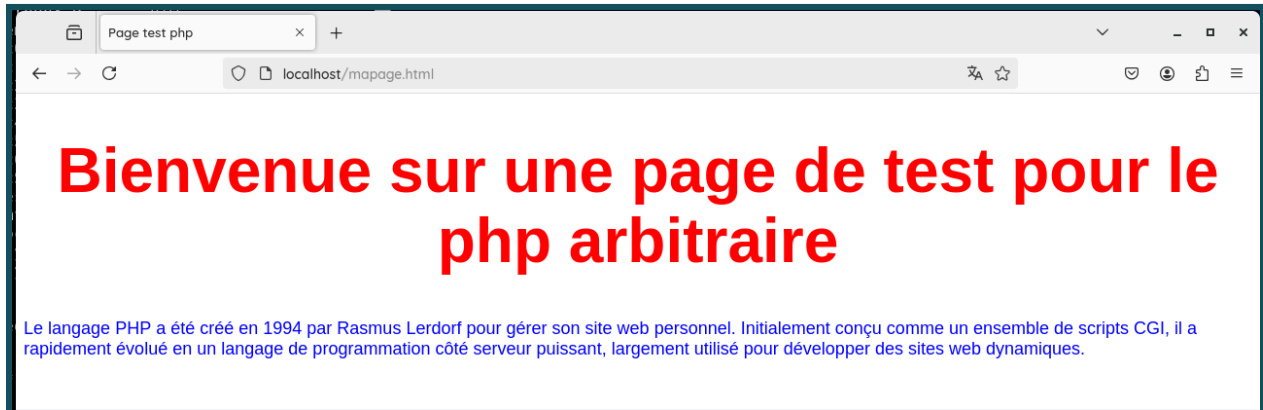 Page test php
localhost/mapage.html
Bienvenue sur une page de test pour le
php arbitraire
Le langage PHP a été créé en 1994 par Rasmus Lerdorf pour gérer son site web personnel. Initialement conçu comme un ensemble de scripts CGI, il a
rapidement évolué en un langage de programmation côté serveur puissant, largement utilisé pour développer des sites web dynamiques.